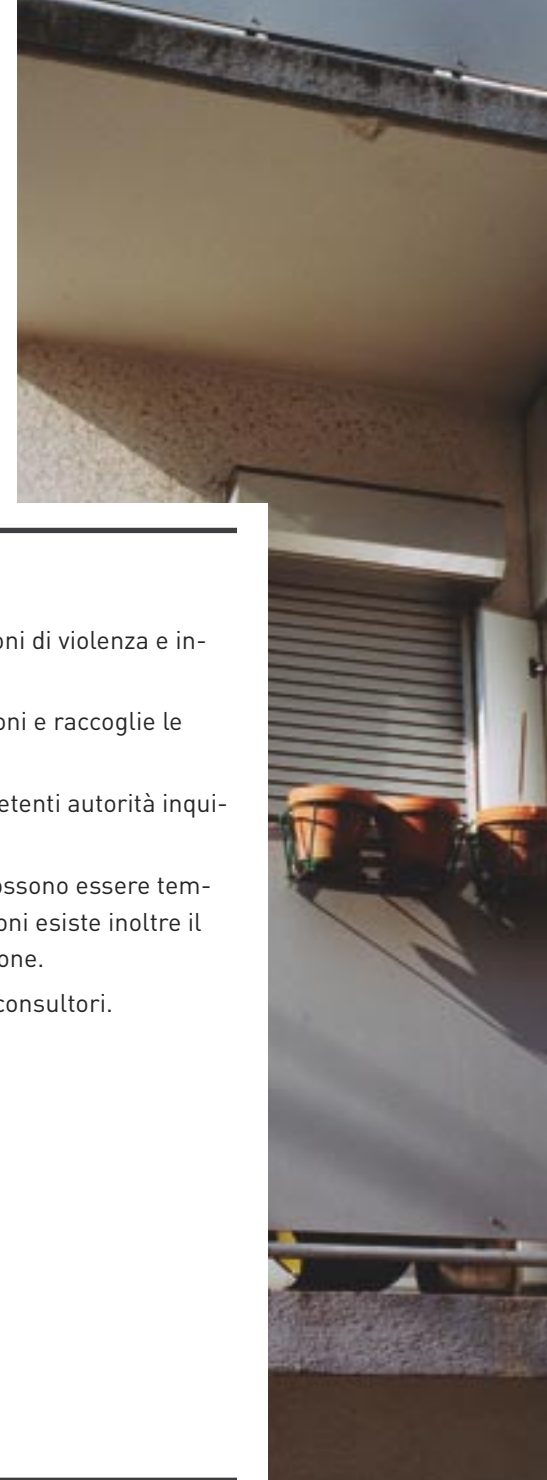 oni di violenza e in-
oni e raccoglie le
etenti autorità inqui-
ossono essere tem-
oni esiste inoltre il
one.
consultori.